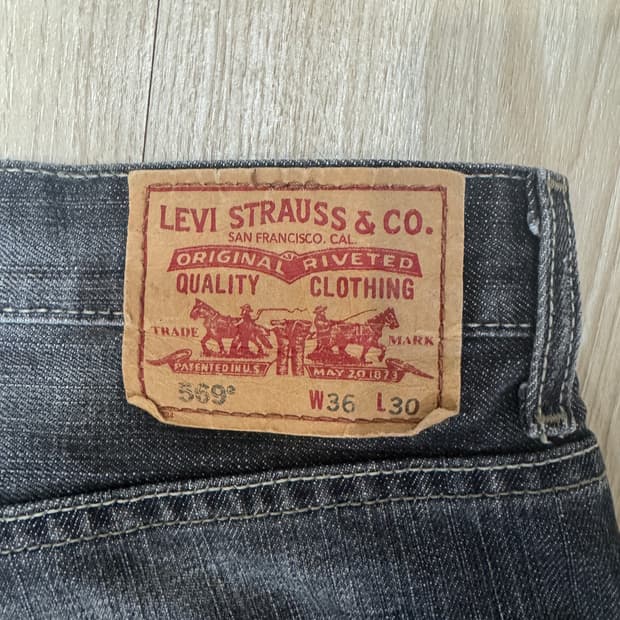 LEVI STRAUSS & CO.
SAN FRANCISCO, CAL.
ORIGINAL RIVETED
QUALITY CLOTHING
TRADE MARK
PATENTED IN U.S. MAY 20 1873
569® W36 L30